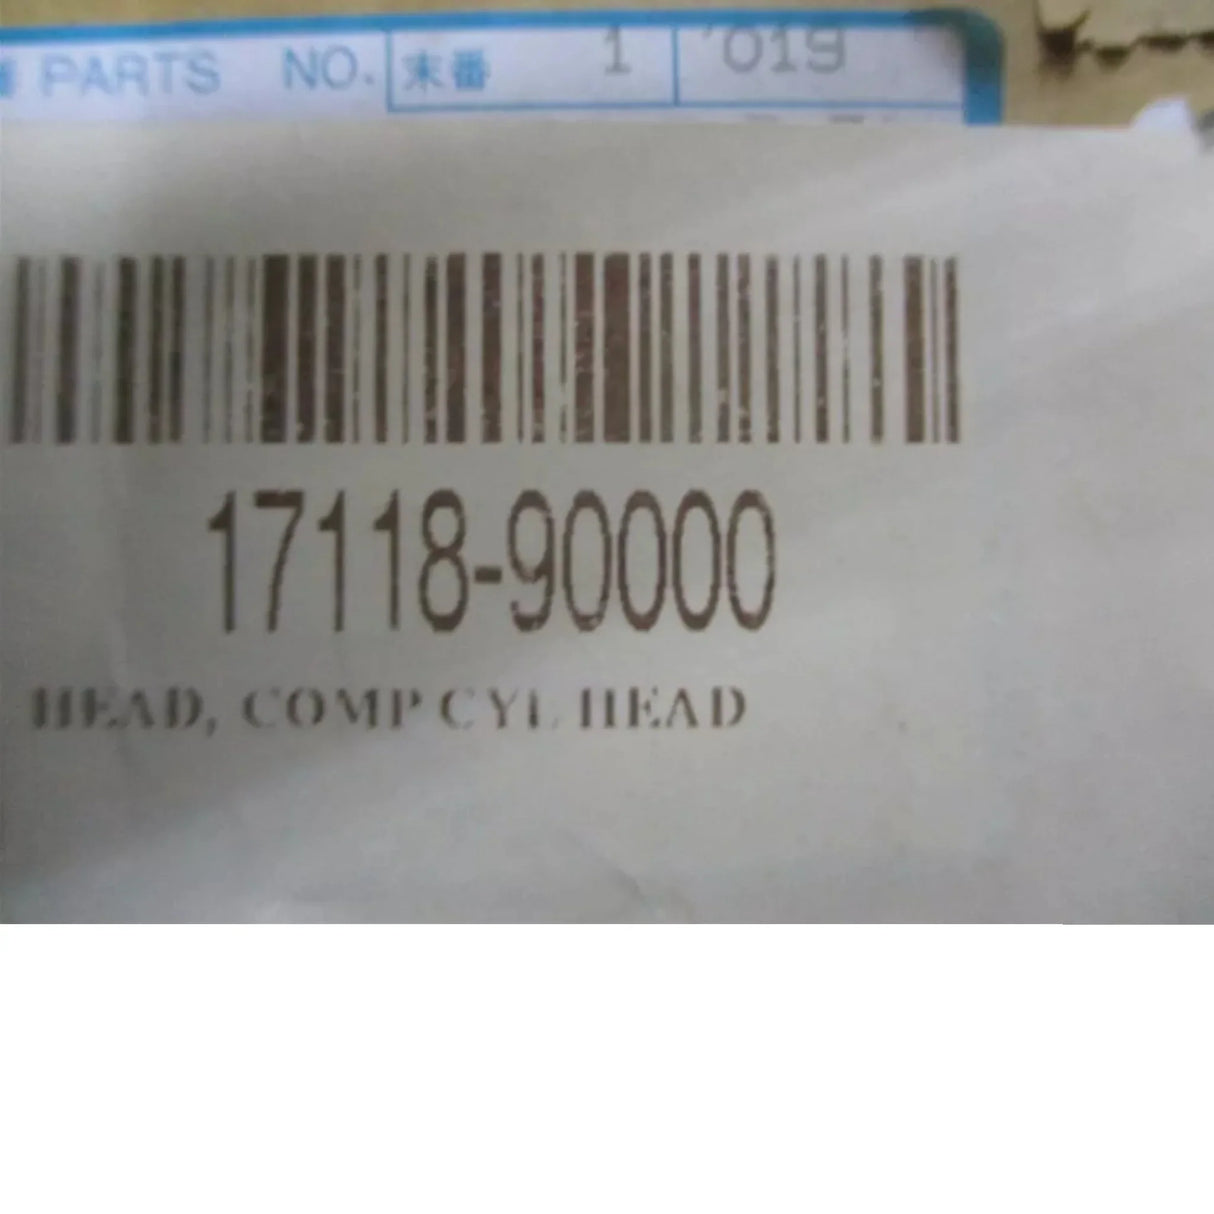 PARTS NO. 末番 1 '019
17118-90000
HEAD, COMP CYL HEAD